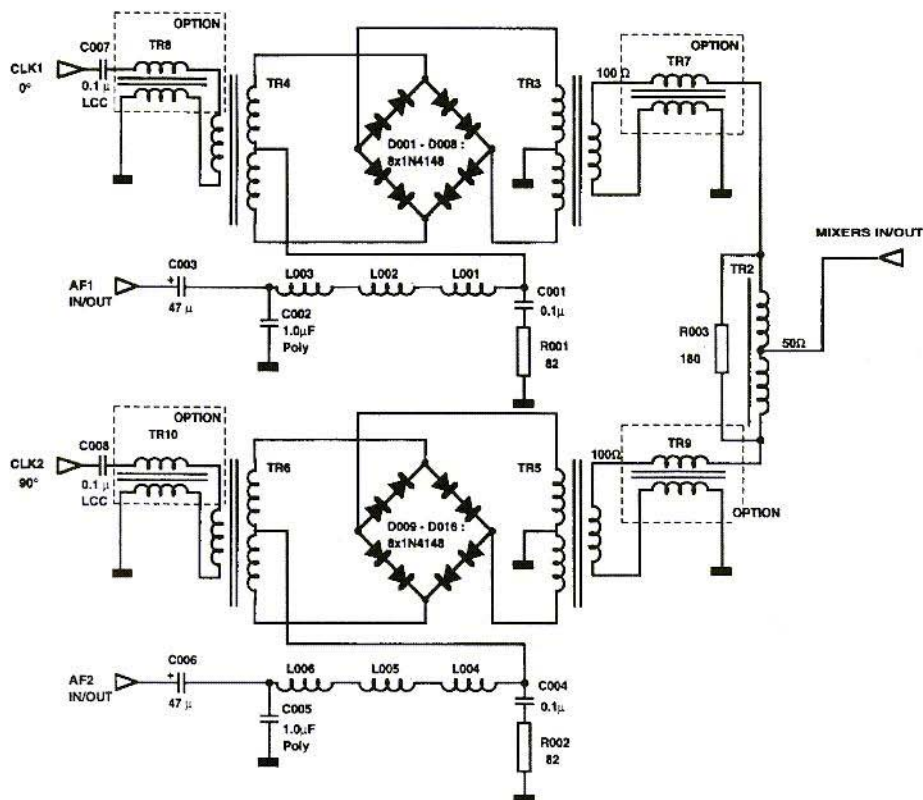 OPTION
TR8
C007
CLK1
0°
0.1 µ
LCC
TR4
D001 - D008 :
8x1N4148
TR3
OPTION
TR7
100 Ω
MIXERS IN/OUT
AF1
IN/OUT
C003
+
47 µ
L003
L002
L001
C002
1.0µF
Poly
C001
0.1µ
R001
82
TR2
R003
180
50Ω
OPTION
TR10
C008
CLK2
90°
0.1 µ
LCC
TR6
D009 - D016 :
8x1N4148
TR5
100Ω
TR9
OPTION
AF2
IN/OUT
C006
+
47 µ
L006
L005
L004
C005
1.0µF
Poly
C004
0.1µ
R002
82